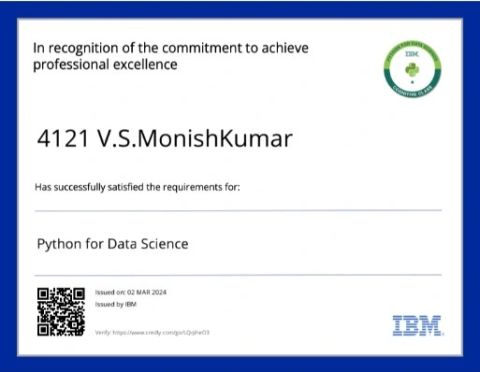 In recognition of the commitment to achieve
professional excellence
PYTHON FOR DATA SCIENCE
IBM
COGNITIVE CLASS
4121 V.S.MonishKumar
Has successfully satisfied the requirements for:
Python for Data Science
Issued on: 02 MAR 2024
Issued by IBM
Verify: https://www.credly.com/go/
IBM